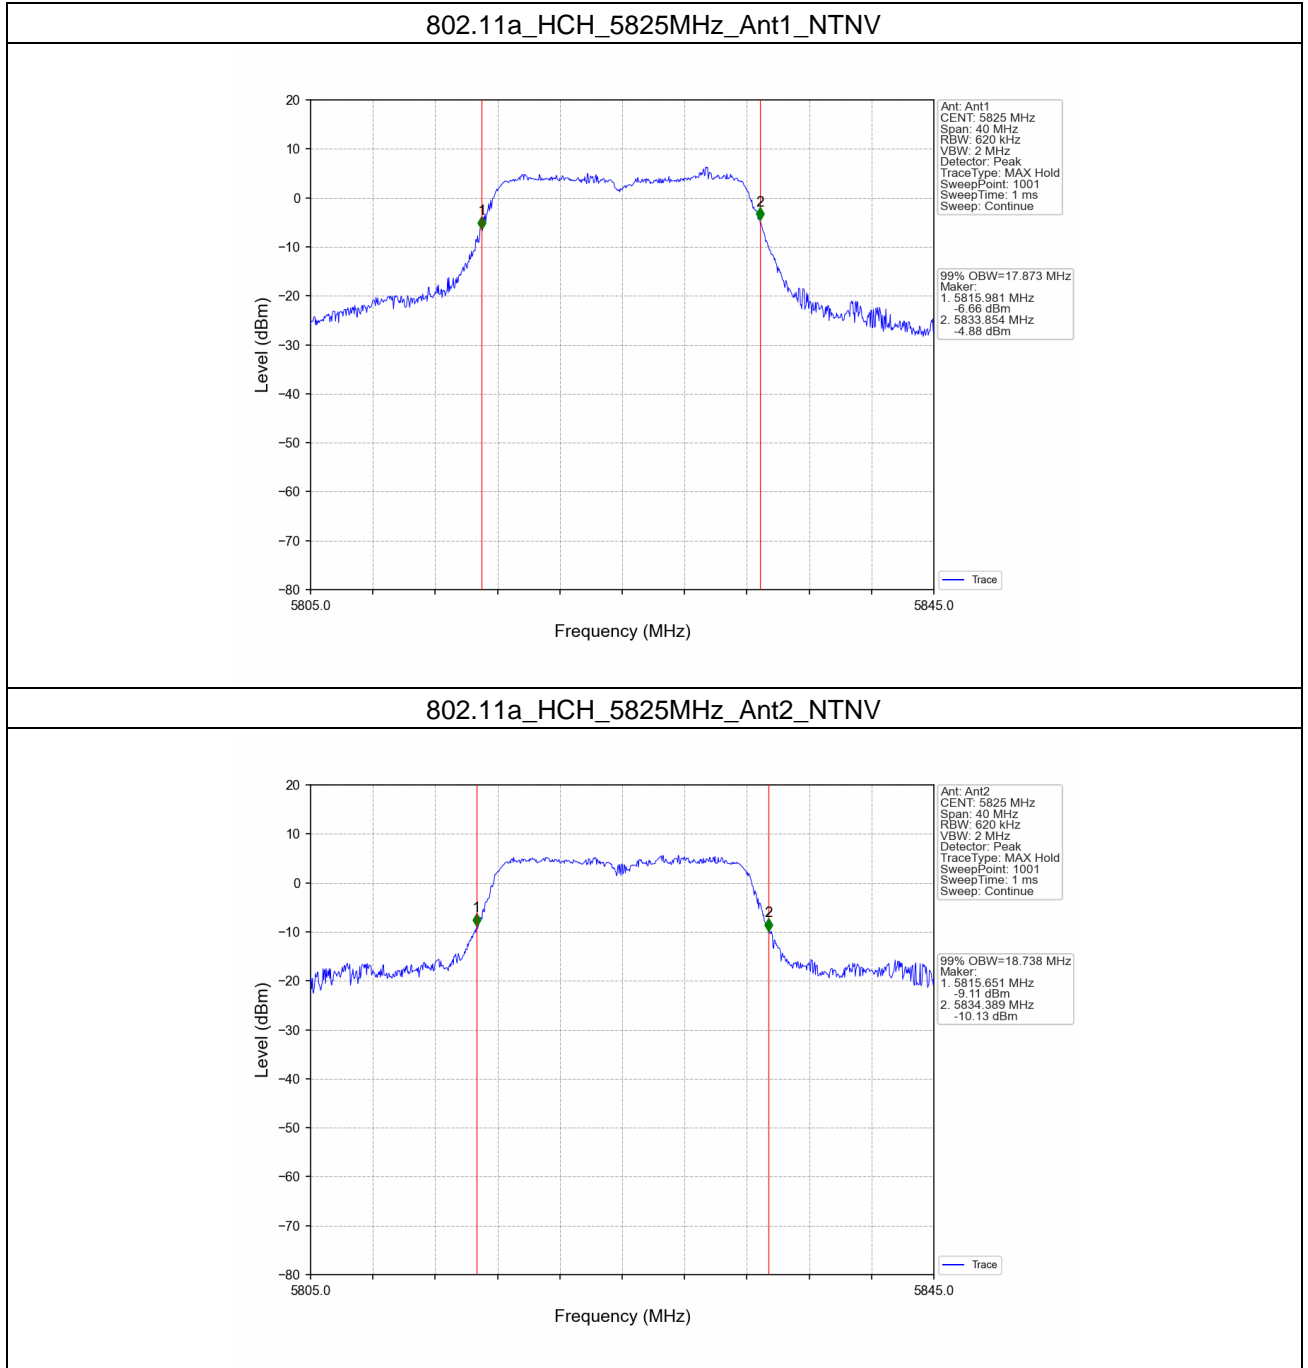 802.11a_HCH_5825MHz_Ant1_NTNV
20
10
0
−10
−20
−30
−40
−50
−60
−70
−80
Level (dBm)
5805.0
5845.0
Frequency (MHz)
1
2
Ant: Ant1
CENT: 5825 MHz
Span: 40 MHz
RBW: 620 kHz
VBW: 2 MHz
Detector: Peak
TraceType: MAX Hold
SweepPoint: 1001
SweepTime: 1 ms
Sweep: Continue
99% OBW=17.873 MHz
Maker:
1. 5815.981 MHz
-6.66 dBm
2. 5833.854 MHz
-4.88 dBm
Trace
802.11a_HCH_5825MHz_Ant2_NTNV
20
10
0
−10
−20
−30
−40
−50
−60
−70
−80
Level (dBm)
5805.0
5845.0
Frequency (MHz)
1
2
Ant: Ant2
CENT: 5825 MHz
Span: 40 MHz
RBW: 620 kHz
VBW: 2 MHz
Detector: Peak
TraceType: MAX Hold
SweepPoint: 1001
SweepTime: 1 ms
Sweep: Continue
99% OBW=18.738 MHz
Maker:
1. 5815.651 MHz
-9.11 dBm
2. 5834.389 MHz
-10.13 dBm
Trace